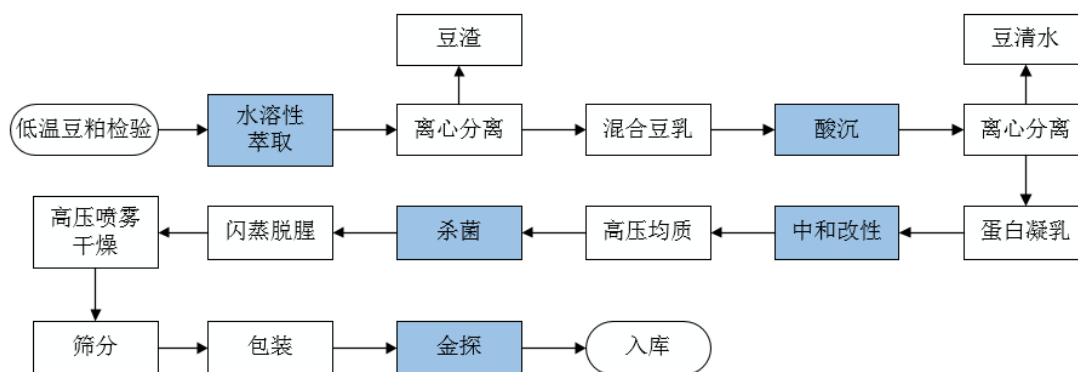 豆渣
豆清水
低温豆粕检验
水溶性
萃取
离心分离
混合豆乳
酸沉
离心分离
高压喷雾
干燥
闪蒸脱腥
杀菌
高压均质
中和改性
蛋白凝乳
筛分
包装
金探
入库